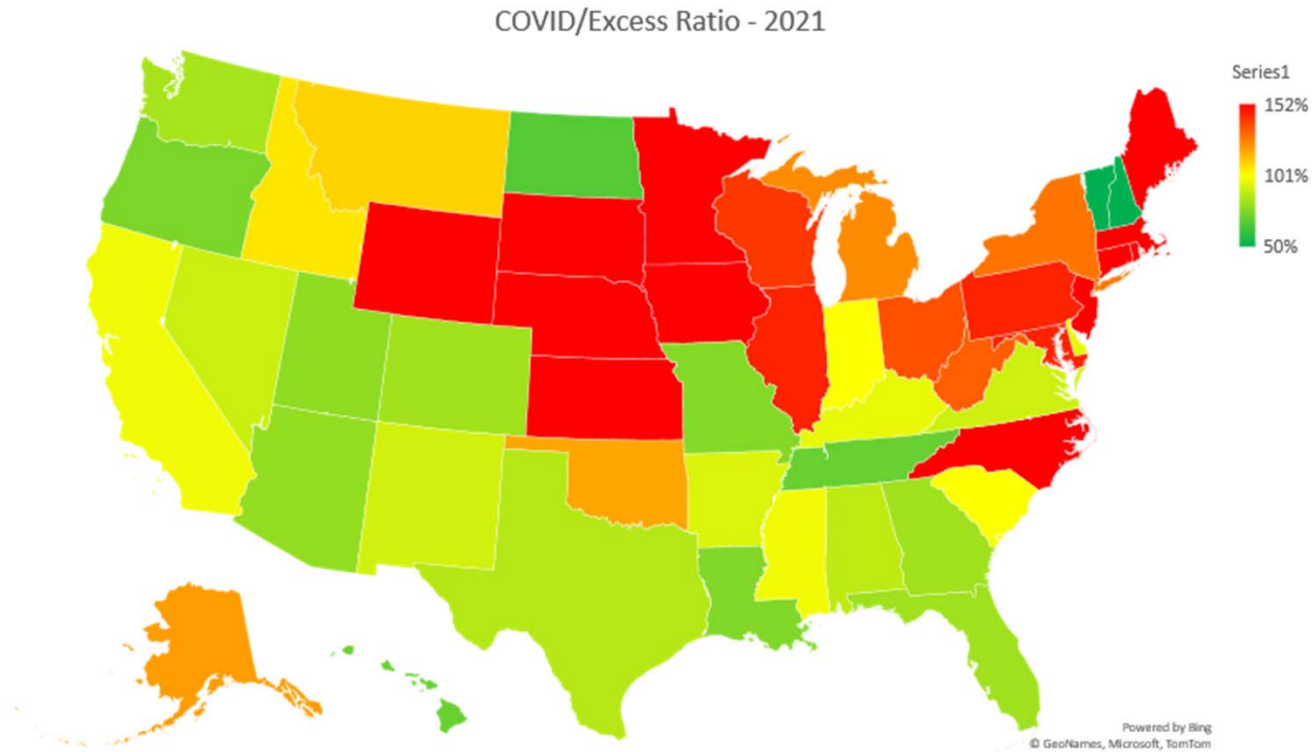 COVID/Excess Ratio - 2021
Series1
152%
101%
50%
Powered by Bing
© GeoNames, Microsoft, TomTom